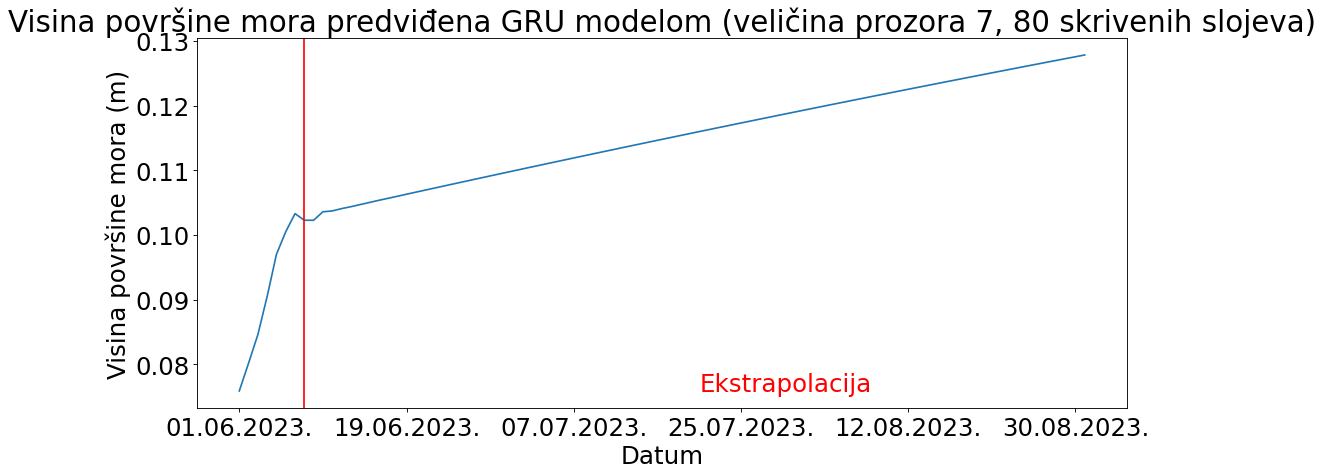 Visina površine mora predviđena GRU modelom (veličina prozora 7, 80 skrivenih slojeva)
Visina površine mora (m)
0.13
0.12
0.11
0.10
0.09
0.08
Ekstrapolacija
01.06.2023. 19.06.2023. 07.07.2023. 25.07.2023. 12.08.2023. 30.08.2023.
Datum